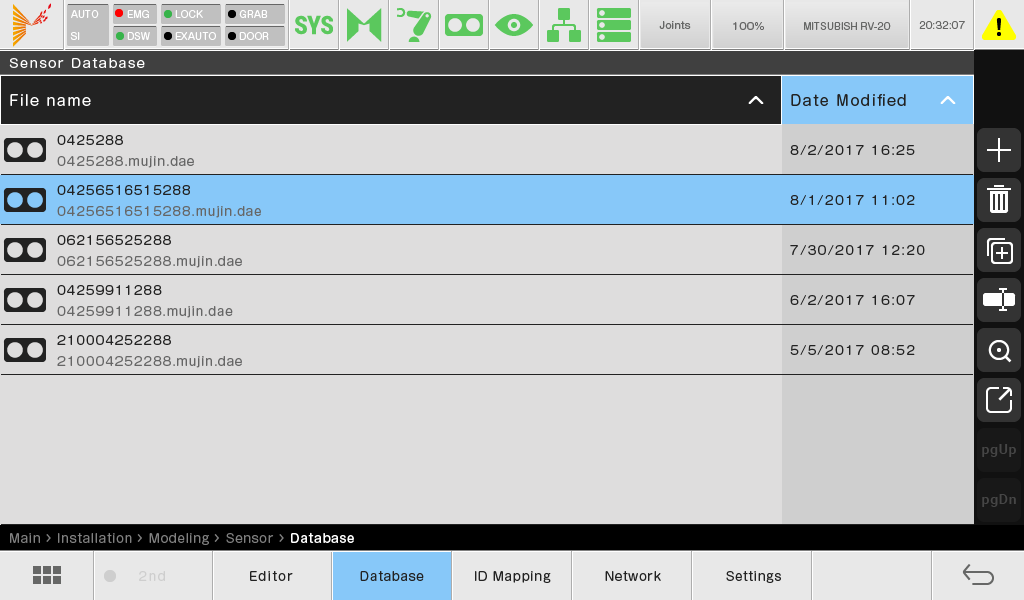 AUTO EMG LOCK GRAB
SI DSW EXAUTO DOOR
SYS
Joints
100%
MITSUBISH RV-20
20:32:07
Sensor Database
File name
Date Modified
0425288
0425288.mujin.dae
8/2/2017 16:25
04256516515288
04256516515288.mujin.dae
8/1/2017 11:02
062156525288
062156525288.mujin.dae
7/30/2017 12:20
04259911288
04259911288.mujin.dae
6/2/2017 16:07
210004252288
210004252288.mujin.dae
5/5/2017 08:52
pgUp
pgDn
Main > Installation > Modeling > Sensor > Database
2nd
Editor
Database
ID Mapping
Network
Settings